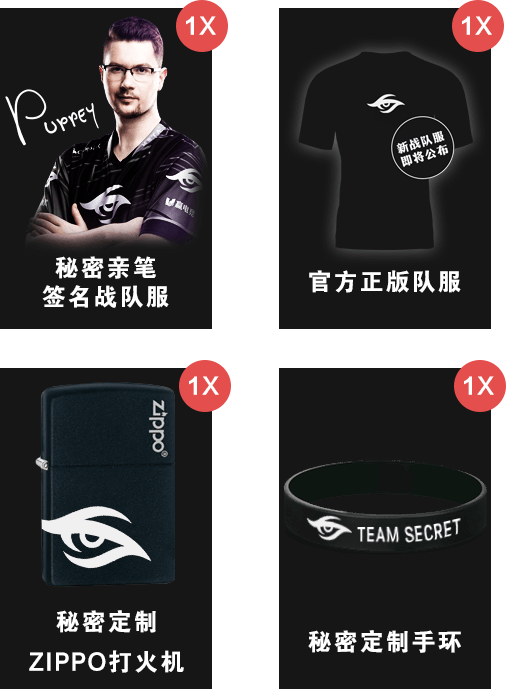 1X
Puppey
秘密亲笔
签名战队服
1X
新战队服
即将公布
官方正版队服
1X
zippo®
秘密定制
ZIPPO打火机
1X
TEAM SECRET
秘密定制手环